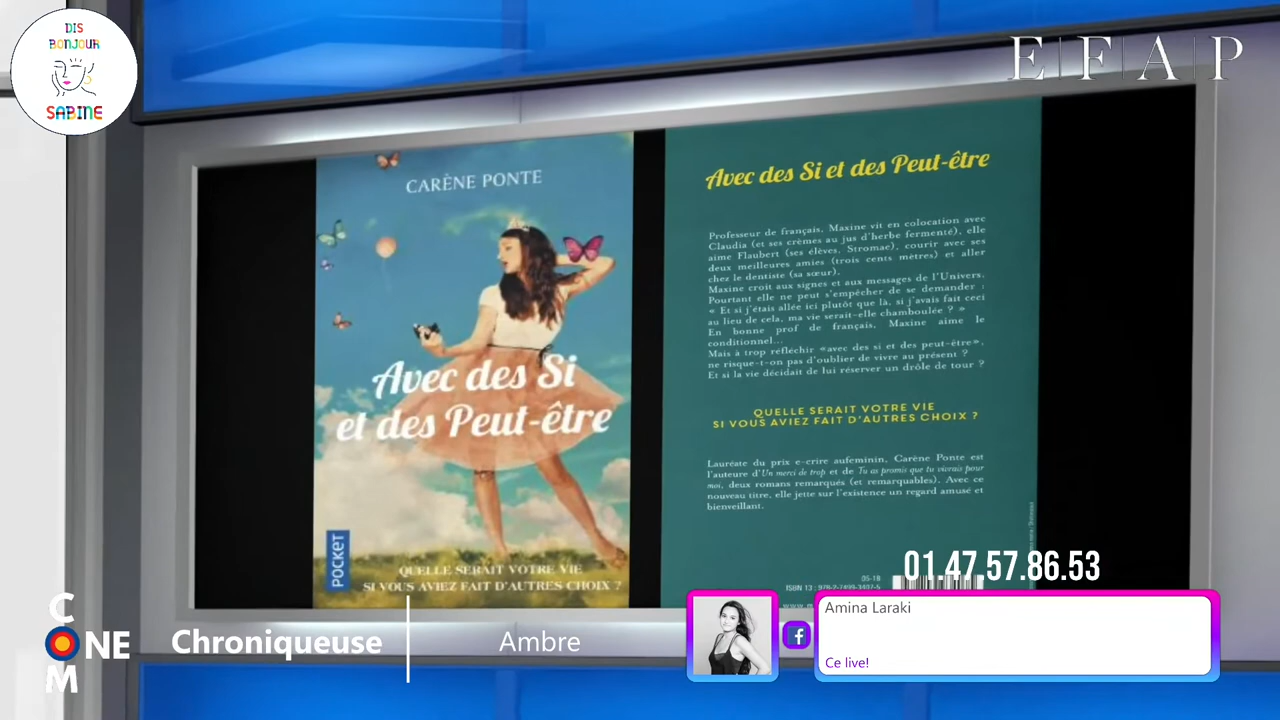 DIS
BONJOUR
SABINE
E F A P
CARÈNE PONTE
Avec des Si
et des Peut-être
POCKET
QUELLE SERAIT VOTRE VIE
SI VOUS AVIEZ FAIT D'AUTRES CHOIX ?
Avec des Si et des Peut-être
Professeur de français, Maxine vit en colocation avec
Claudia (et ses crèmes au jus d'herbe fermenté), elle
aime Flaubert (ses élèves, Stromae), courir avec ses
deux meilleures amies (trois cents mètres) et aller
chez le dentiste (sa sœur).
Maxine croit aux signes et aux messages de l'Univers.
Pourtant elle ne peut s'empêcher de se demander :
« Et si j'étais allée ici plutôt que là, si j'avais fait ceci
au lieu de cela, ma vie serait-elle chamboulée ? »
En bonne prof de français, Maxine aime le
conditionnel...
Mais à trop réfléchir «avec des si et des peut-être»,
ne risque-t-on pas d'oublier de vivre au présent ?
Et si la vie décidait de lui réserver un drôle de tour ?
QUELLE SERAIT VOTRE VIE
SI VOUS AVIEZ FAIT D'AUTRES CHOIX ?
Lauréate du prix e-crire aufeminin, Carène Ponte est
l'auteure d'Un merci de trop et de Tu as promis que tu vivrais pour
moi, deux romans remarqués (et remarquables). Avec ce
nouveau titre, elle jette sur l'existence un regard amusé et
bienveillant.
05-18
01.47.57.86.53
C
ONE
M
Chroniqueuse
Ambre
Amina Laraki
Ce live!